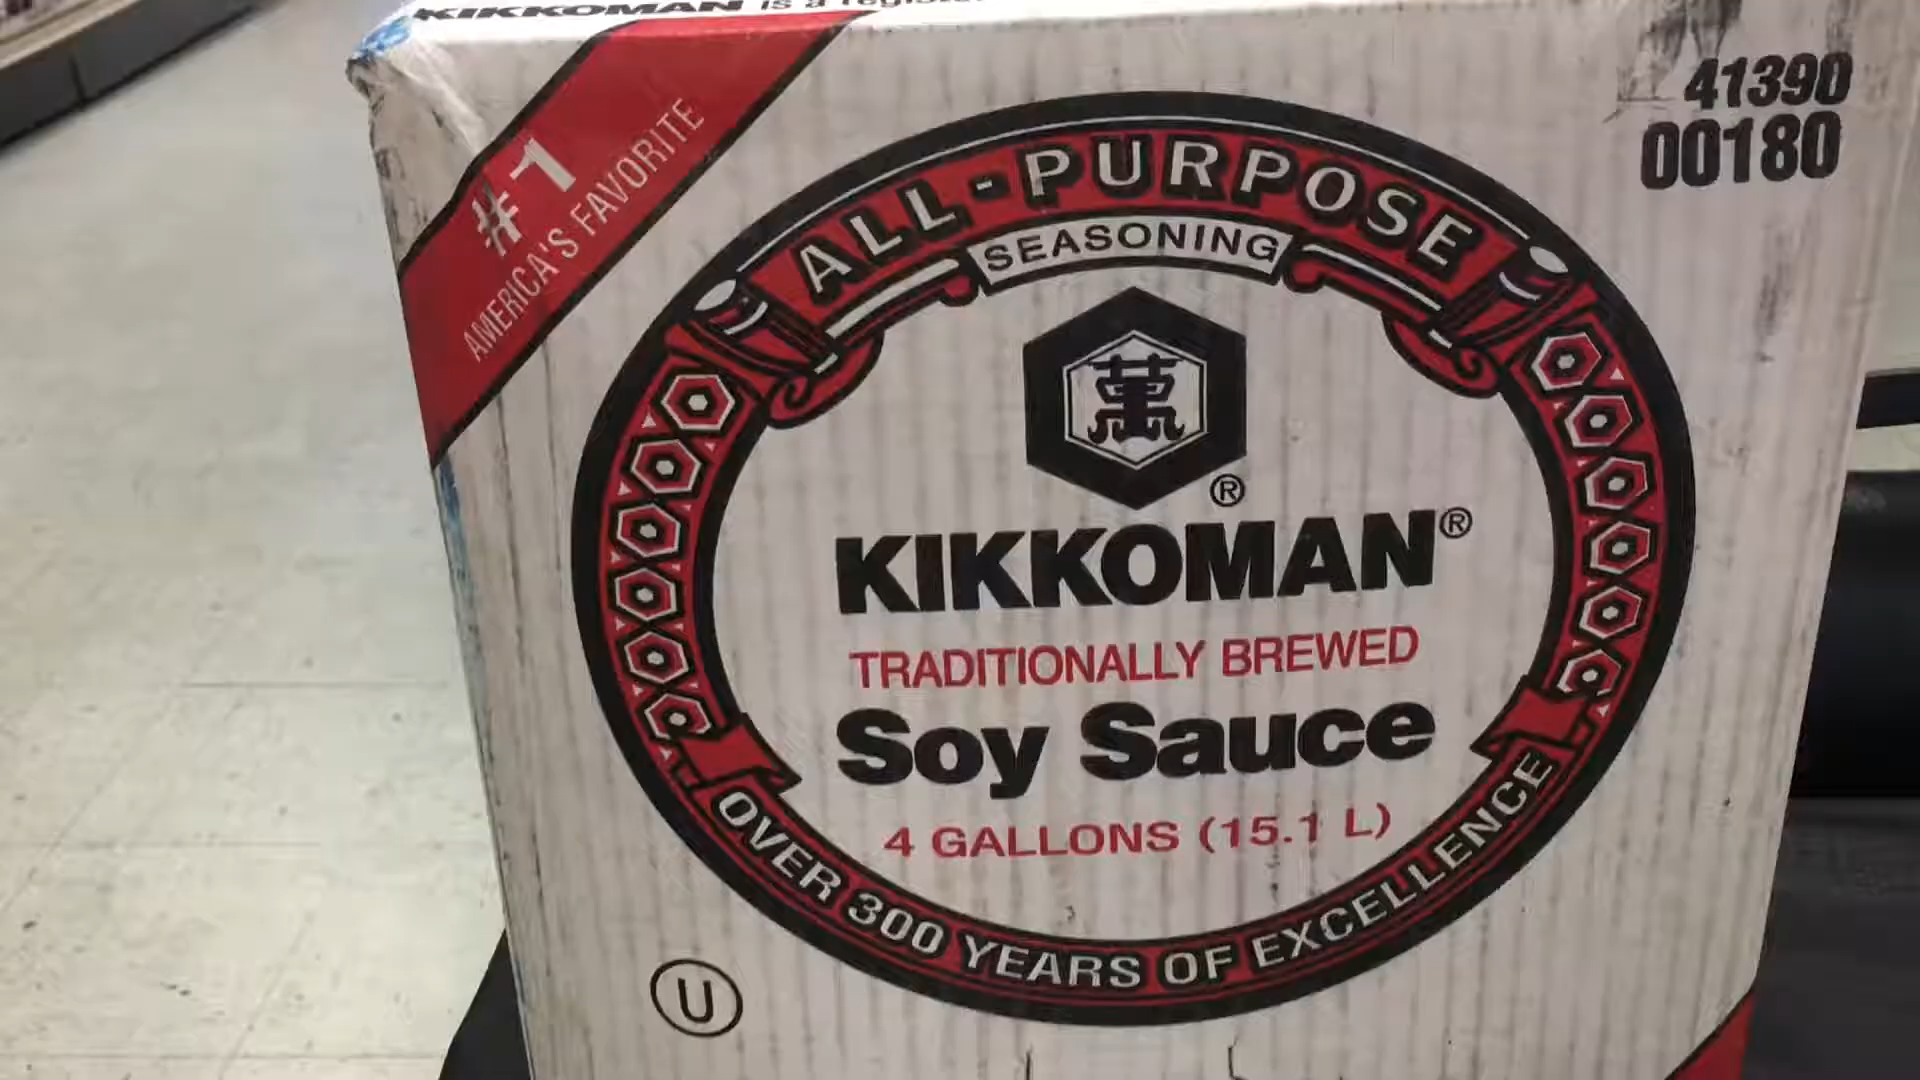 KIKKOMAN is a
#1
AMERICA'S FAVORITE
41390
00180
ALL-PURPOSE
SEASONING
萬
®
KIKKOMAN®
TRADITIONALLY BREWED
Soy Sauce
4 GALLONS (15.1 L)
OVER 300 YEARS OF EXCELLENCE
U